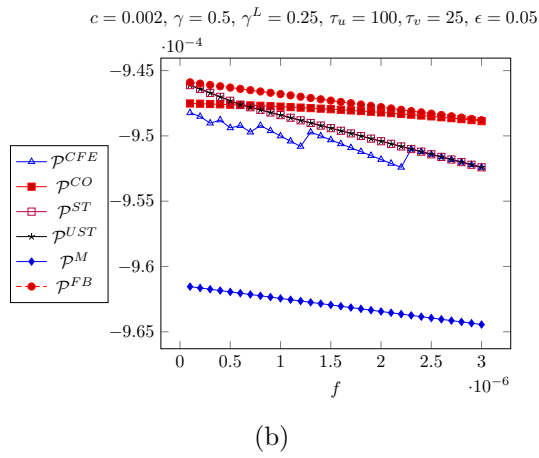 c = 0.002, γ = 0.5, γ^L = 0.25, τ_u = 100, τ_v = 25, ϵ = 0.05
·10^−4
−9.45
−9.5
−9.55
−9.6
−9.65
P^CFE
P^CO
P^ST
P^UST
P^M
P^FB
0 0.5 1 1.5 2 2.5 3
·10^−6
f
(b)